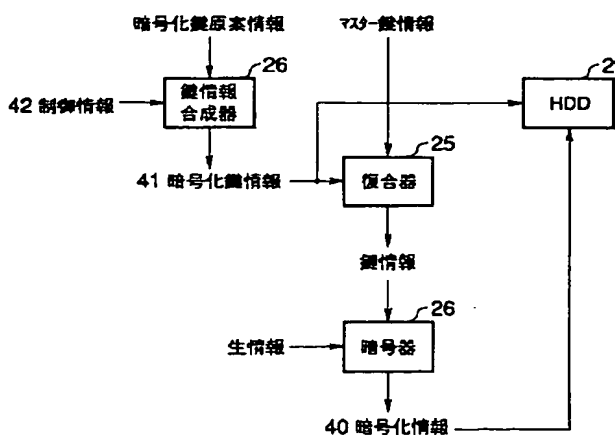 暗号化鍵原案情報
マスター鍵情報
26
鍵情報
合成器
42 制御情報
HDD
25
41 暗号化鍵情報
復合器
鍵情報
26
生情報
暗号器
40 暗号化情報